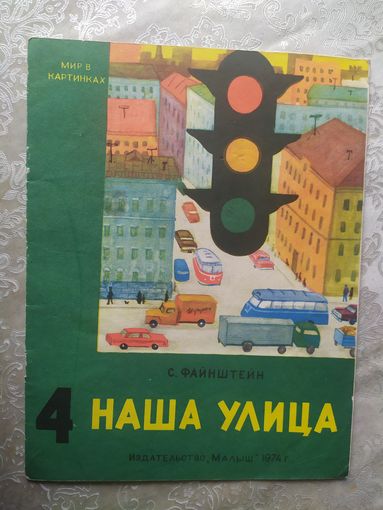 МИР В
КАРТИНКАХ
С. ФАЙНШТЕЙН
4 НАША УЛИЦА
ИЗДАТЕЛЬСТВО „МАЛЫШ" 1974 г.